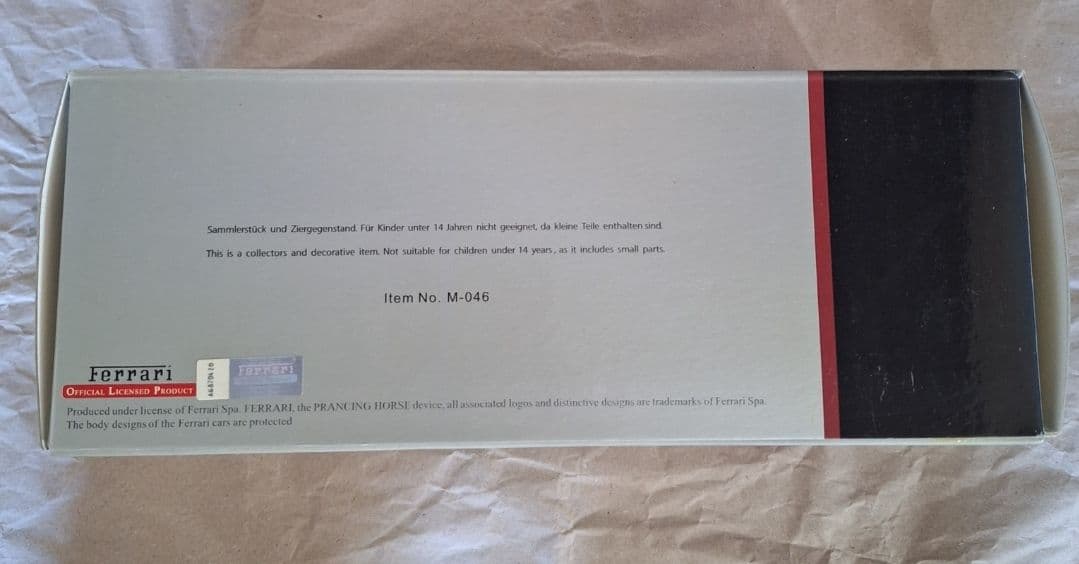 Sammlerstück und Ziergegenstand. Für Kinder unter 14 Jahren nicht geeignet, da kleine Teile enthalten sind.
This is a collectors and decorative item. Not suitable for children under 14 years, as it includes small parts.
Item No. M-046
Ferrari
OFFICIAL LICENSED PRODUCT
Ferrari
Produced under license of Ferrari Spa. FERRARI, the PRANCING HORSE device, all associated logos and distinctive designs are trademarks of Ferrari Spa.
The body designs of the Ferrari cars are protected